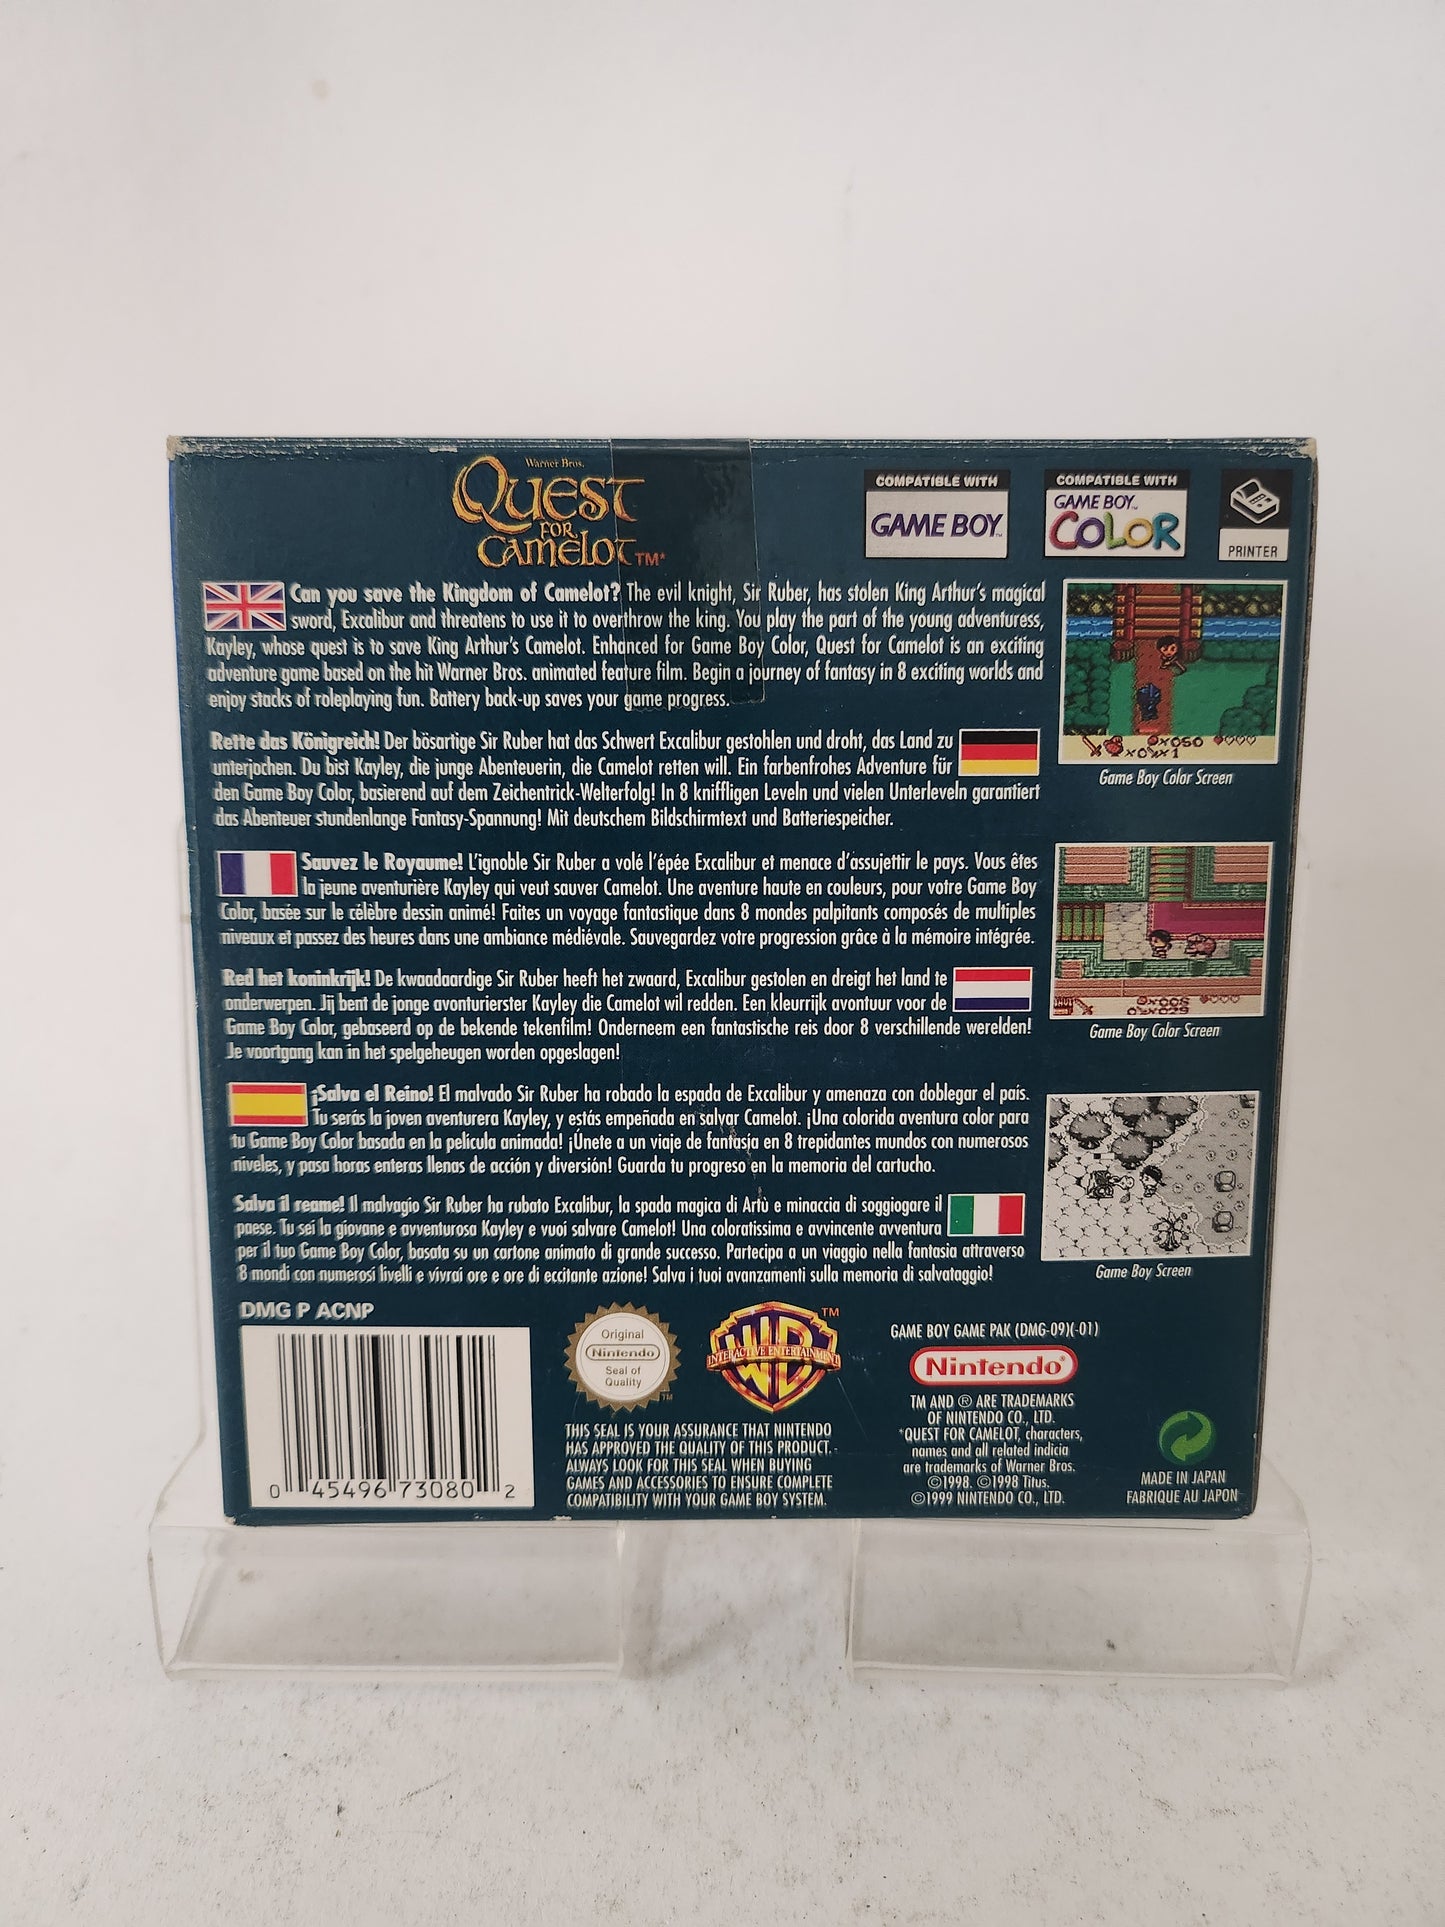 Warner Bros.
QUEST
FOR
CAMELOT™*
COMPATIBLE WITH
GAME BOY™
COMPATIBLE WITH
GAME BOY™
COLOR
PRINTER
Can you save the Kingdom of Camelot? The evil knight, Sir Ruber, has stolen King Arthur's magical
sword, Excalibur and threatens to use it to overthrow the king. You play the part of the young adventuress,
Kayley, whose quest is to save King Arthur's Camelot. Enhanced for Game Boy Color, Quest for Camelot is an exciting
adventure game based on the hit Warner Bros. animated feature film. Begin a journey of fantasy in 8 exciting worlds and
enjoy stacks of roleplaying fun. Battery back-up saves your game progress.
Game Boy Color Screen
Rette das Königreich! Der bösartige Sir Ruber hat das Schwert Excalibur gestohlen und droht, das Land zu
unterjochen. Du bist Kayley, die junge Abenteuerin, die Camelot retten will. Ein farbenfrohes Adventure für
den Game Boy Color, basierend auf dem Zeichentrick-Welterfolg! In 8 kniffligen Leveln und vielen Unterleveln garantiert
das Abenteuer stundenlange Fantasy-Spannung! Mit deutschem Bildschirmtext und Batteriespeicher.
Sauvez le Royaume! L'ignoble Sir Ruber a volé l'épée Excalibur et menace d'assujettir le pays. Vous êtes
la jeune aventurière Kayley qui veut sauver Camelot. Une aventure haute en couleurs, pour votre Game Boy
Color, basée sur le célèbre dessin animé! Faites un voyage fantastique dans 8 mondes palpitants composés de multiples
niveaux et passez des heures dans une ambiance médiévale. Sauvegardez votre progression grâce à la mémoire intégrée.
Game Boy Color Screen
Red het koninkrijk! De kwaadaardige Sir Ruber heeft het zwaard, Excalibur gestolen en dreigt het land te
onderwerpen. Jij bent de jonge avonturierster Kayley die Camelot wil redden. Een kleurrijk avontuur voor de
Game Boy Color, gebaseerd op de bekende tekenfilm! Onderneem een fantastische reis door 8 verschillende werelden!
Je voortgang kan in het spelgeheugen worden opgeslagen!
¡Salva el Reino! El malvado Sir Ruber ha robado la espada de Excalibur y amenaza con doblegar el país.
Tu serás la joven aventurera Kayley, y estás empeñada en salvar Camelot. ¡Una colorida aventura color para
tu Game Boy Color basada en la película animada! ¡Únete a un viaje de fantasía en 8 trepidantes mundos con numerosos
niveles, y pasa horas enteras llenas de acción y diversión! Guarda tu progreso en la memoria del cartucho.
Salva il reame! Il malvagio Sir Ruber ha rubato Excalibur, la spada magica di Artù e minaccia di soggiogare il
paese. Tu sei la giovane e avventurosa Kayley e vuoi salvare Camelot! Una coloratissima e avvincente avventura
per il tuo Game Boy Color, basata su un cartone animato di grande successo. Partecipa a un viaggio nella fantasia attraverso
8 mondi con numerosi livelli e vivrai ore e ore di eccitante azione! Salva i tuoi avanzamenti sulla memoria di salvataggio!
Game Boy Screen
DMG P ACNP
0 45496 73080 2
Original
Nintendo
Seal of
Quality
TM
THIS SEAL IS YOUR ASSURANCE THAT NINTENDO
HAS APPROVED THE QUALITY OF THIS PRODUCT.
ALWAYS LOOK FOR THIS SEAL WHEN BUYING
GAMES AND ACCESSORIES TO ENSURE COMPLETE
COMPATIBILITY WITH YOUR GAME BOY SYSTEM.
WB
INTERACTIVE ENTERTAINMENT
TM
GAME BOY GAME PAK (DMG-09)(-01)
Nintendo®
TM AND ® ARE TRADEMARKS
OF NINTENDO CO., LTD.
*QUEST FOR CAMELOT, characters,
names and all related indicia
are trademarks of Warner Bros.
©1998. ©1998 Titus.
©1999 NINTENDO CO., LTD.
MADE IN JAPAN
FABRIQUE AU JAPON